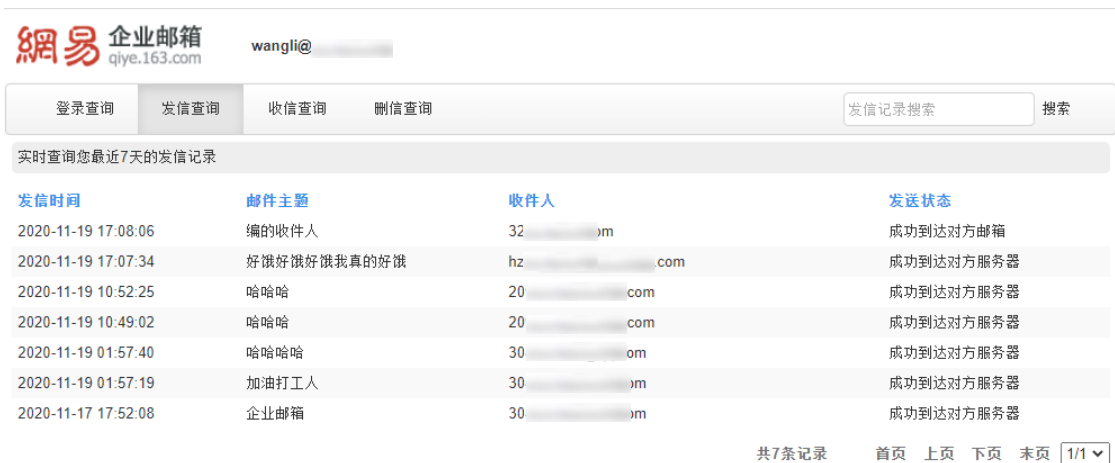 網易 企业邮箱
qiye.163.com
wangli@
登录查询 发信查询 收信查询 删信查询 发信记录搜索 搜索
实时查询您最近7天的发信记录
发信时间 邮件主题 收件人 发送状态
2020-11-19 17:08:06 编的收件人 32 om 成功到达对方邮箱
2020-11-19 17:07:34 好饿好饿好饿我真的好饿 hz .com 成功到达对方服务器
2020-11-19 10:52:25 哈哈哈 20 com 成功到达对方服务器
2020-11-19 10:49:02 哈哈哈 20 com 成功到达对方服务器
2020-11-19 01:57:40 哈哈哈哈 30 om 成功到达对方服务器
2020-11-19 01:57:19 加油打工人 30 om 成功到达对方服务器
2020-11-17 17:52:08 企业邮箱 30 om 成功到达对方服务器
共7条记录 首页 上页 下页 末页 1/1